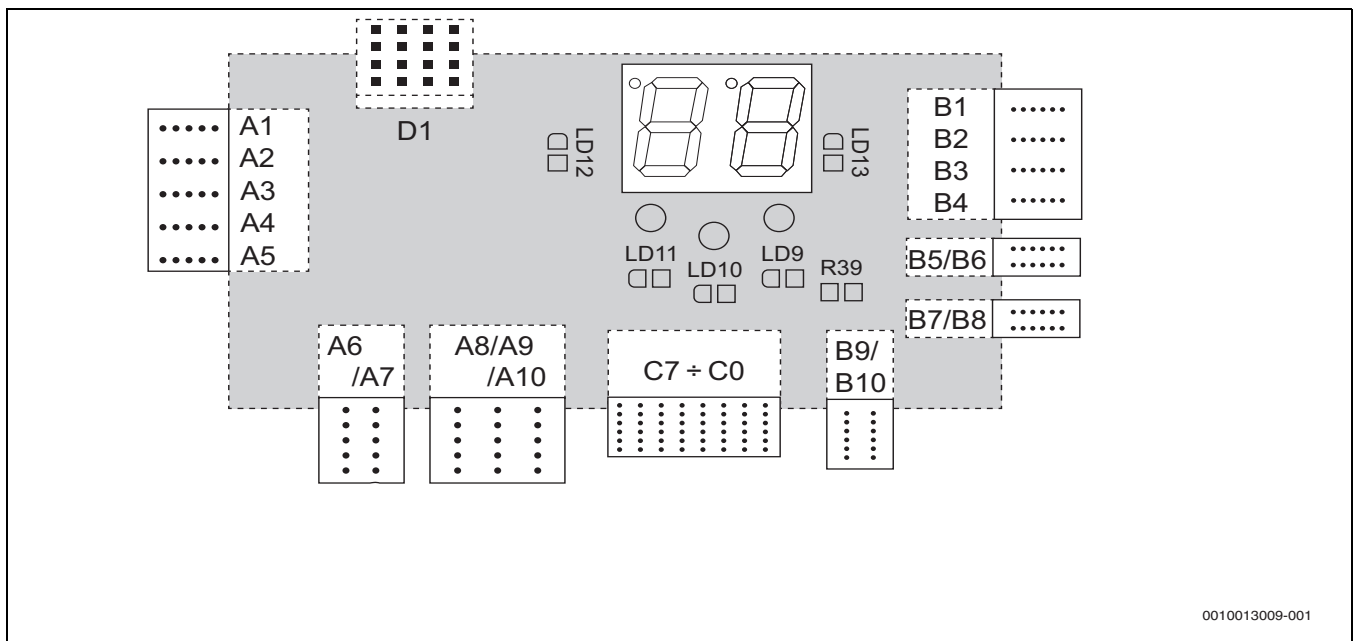 D1
A1
A2
A3
A4
A5
LD12
LD13
B1
B2
B3
B4
B5/B6
B7/B8
LD11
LD10
LD9
R39
A6
/A7
A8/A9
/A10
C7 ÷ C0
B9/
B10
0010013009-001